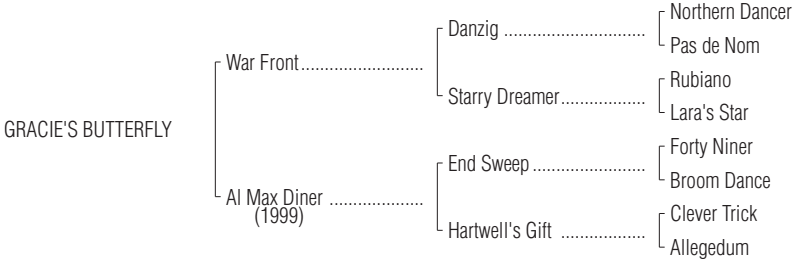 Northern Dancer
Danzig ..............................
Pas de Nom
War Front..........................
Rubiano
Starry Dreamer..................
Lara's Star
GRACIE'S BUTTERFLY
Forty Niner
End Sweep ........................
Broom Dance
Al Max Diner ....................
(1999)
Clever Trick
Hartwell's Gift ..................
Allegedum